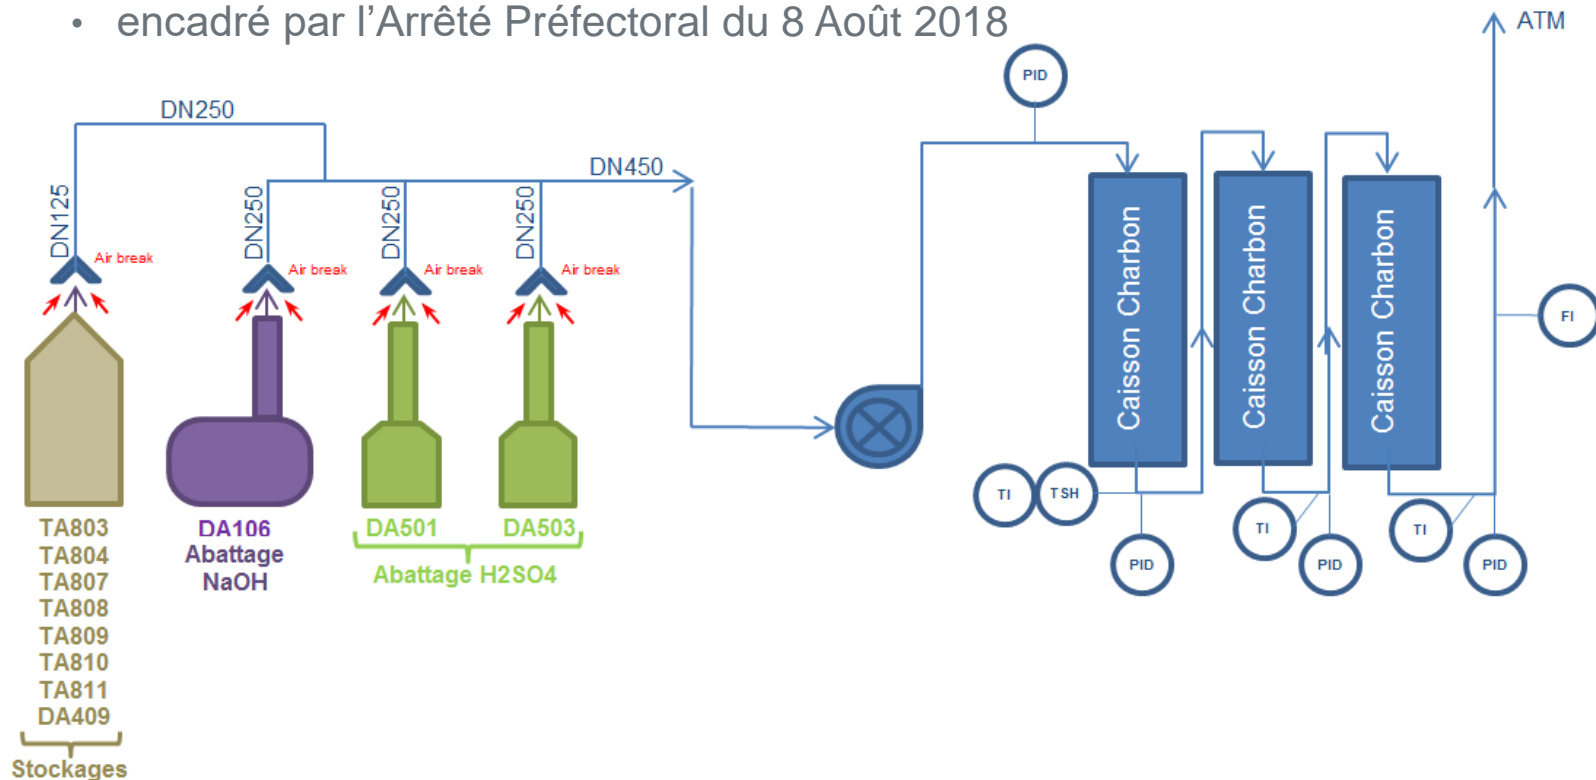 • encadré par l’Arrêté Préfectoral du 8 Août 2018
ATM
PID
DN250
DN450
DN125
DN250
DN250
DN250
Air break
Air break
Air break
Air break
Caisson Charbon
Caisson Charbon
Caisson Charbon
FI
TI
TSH
TI
TI
PID
PID
PID
TA803
TA804
TA807
TA808
TA809
TA810
TA811
DA409
Stockages
DA106
Abattage
NaOH
DA501
DA503
Abattage H2SO4